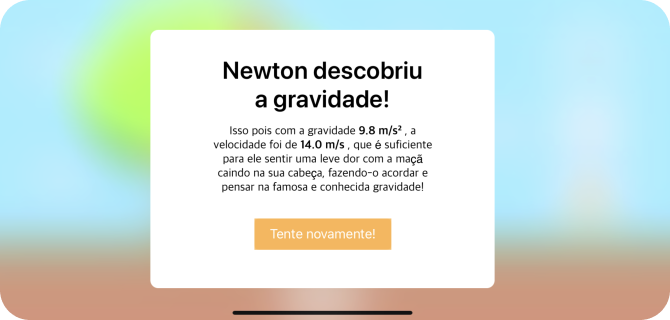 Newton descobriu
a gravidade!
Isso pois com a gravidade 9.8 m/s² , a
velocidade foi de 14.0 m/s , que é suficiente
para ele sentir uma leve dor com a maçã
caindo na sua cabeça, fazendo-o acordar e
pensar na famosa e conhecida gravidade!
Tente novamente!